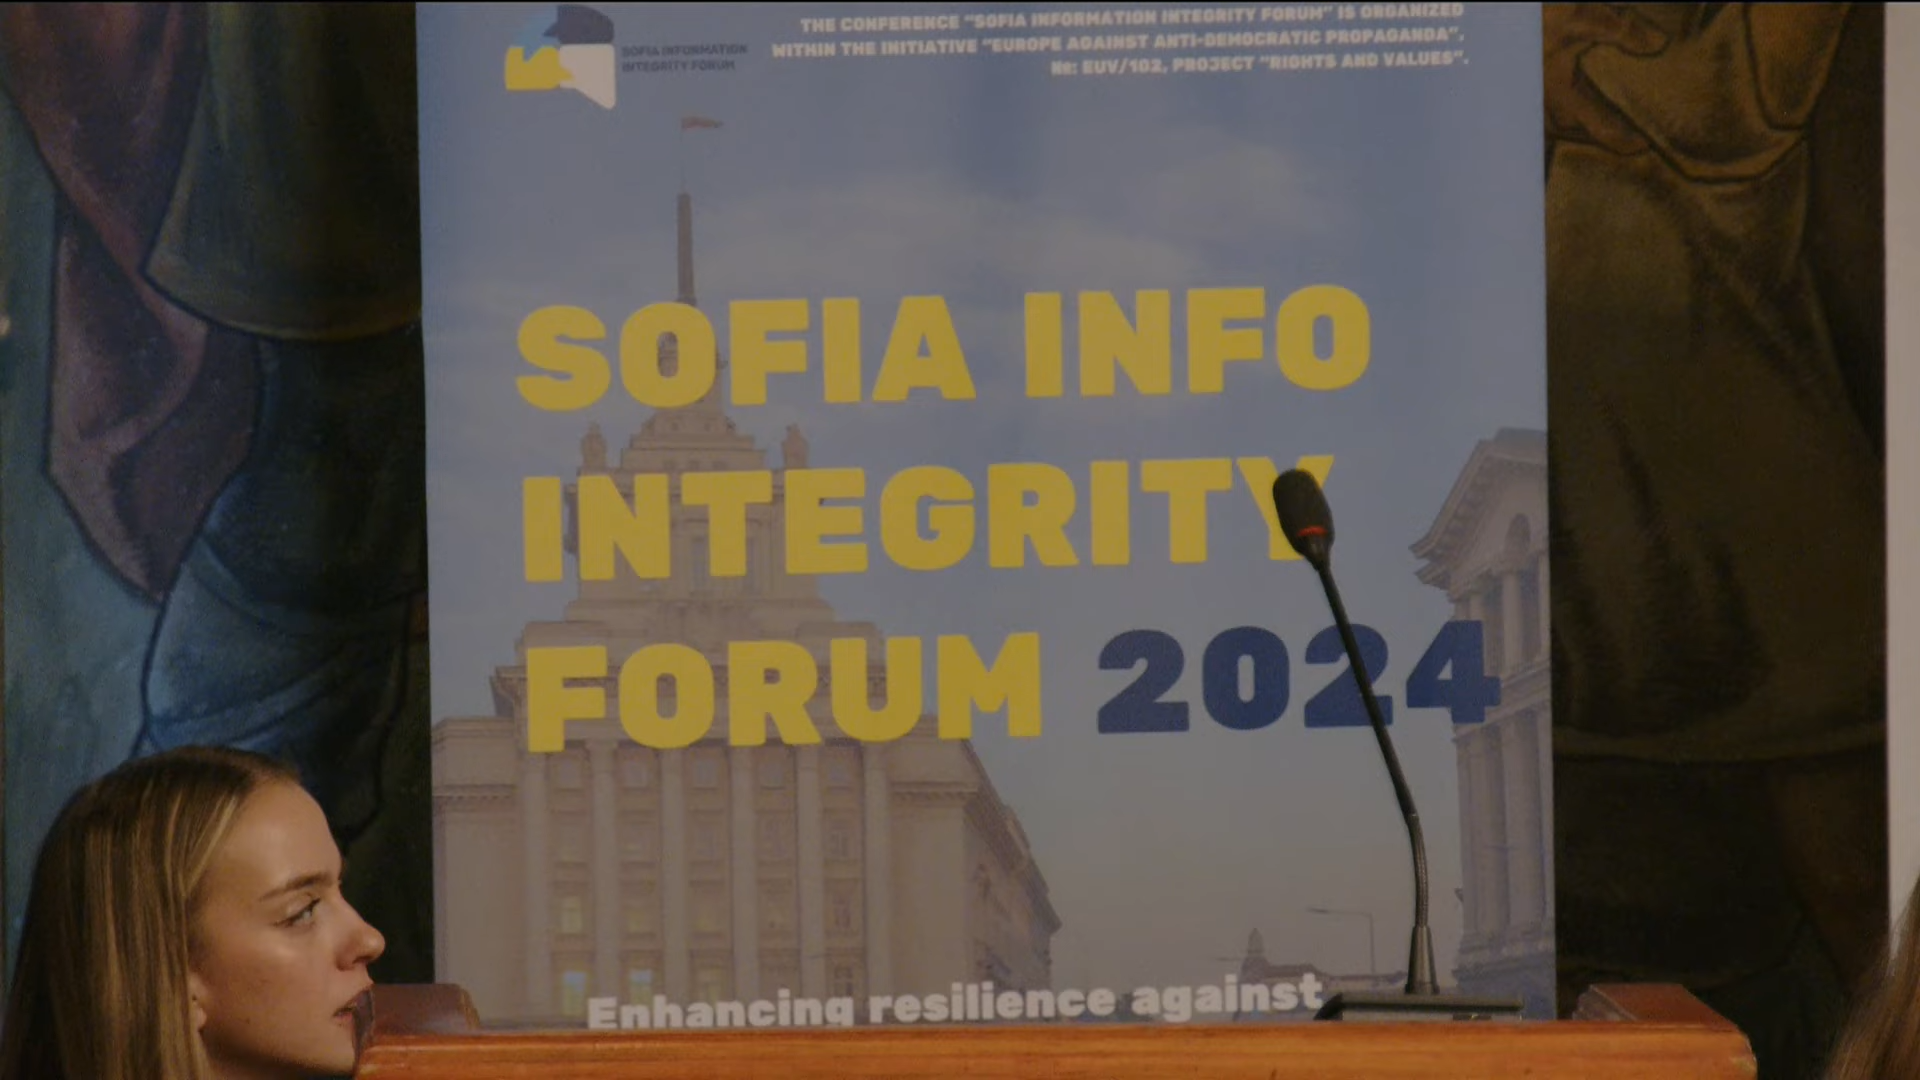 SOFIA INFORMATION
INTEGRITY FORUM
THE CONFERENCE "SOFIA INFORMATION INTEGRITY FORUM" IS ORGANIZED
WITHIN THE INITIATIVE "EUROPE AGAINST ANTI-DEMOCRATIC PROPAGANDA",
№: EUV/102, PROJECT "RIGHTS AND VALUES".
SOFIA INFO
INTEGRITY
FORUM 2024
Enhancing resilience against